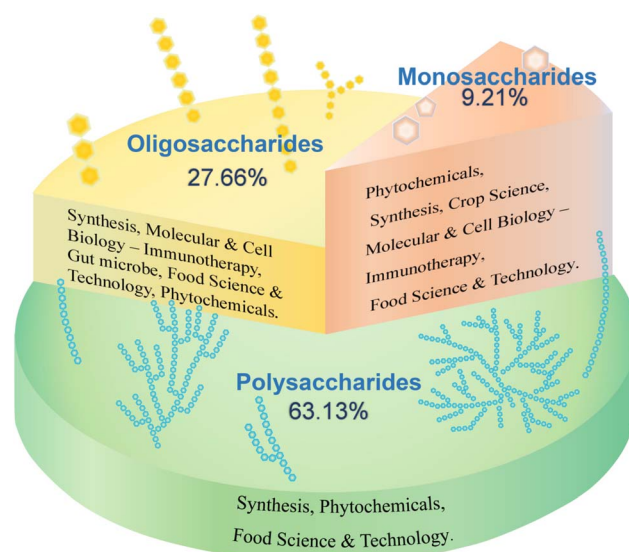 Monosaccharides
9.21%
Oligosaccharides
27.66%
Phytochemicals,
Synthesis, Crop Science,
Molecular & Cell Biology –
Immunotherapy,
Food Science & Technology.
Synthesis, Molecular & Cell
Biology – Immunotherapy,
Gut microbe, Food Science &
Technology, Phytochemicals.
Polysaccharides
63.13%
Synthesis, Phytochemicals,
Food Science & Technology.